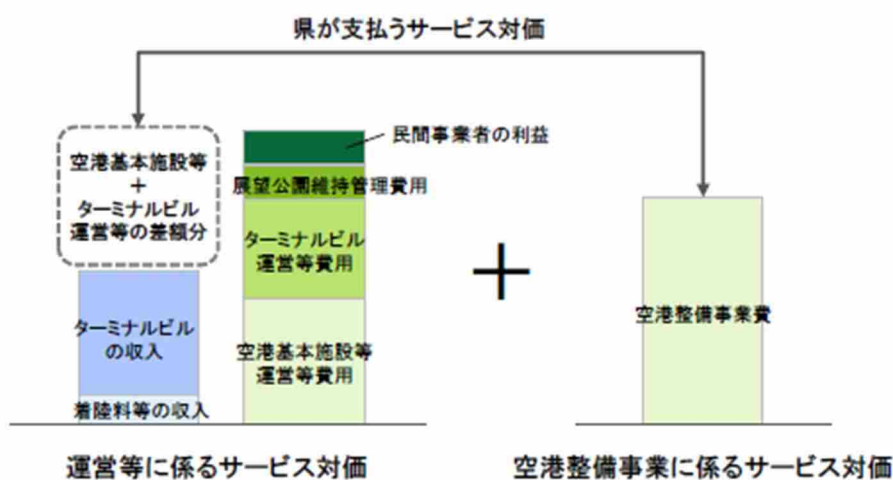 県が支払うサービス対価
民間事業者の利益
空港基本施設等
+
ターミナルビル
運営等の差額分
展望公園維持管理費用
ターミナルビル
運営等費用
+
ターミナルビル
の収入
空港整備事業費
空港基本施設等
運営等費用
着陸料等の収入
運営等に係るサービス対価
空港整備事業に係るサービス対価